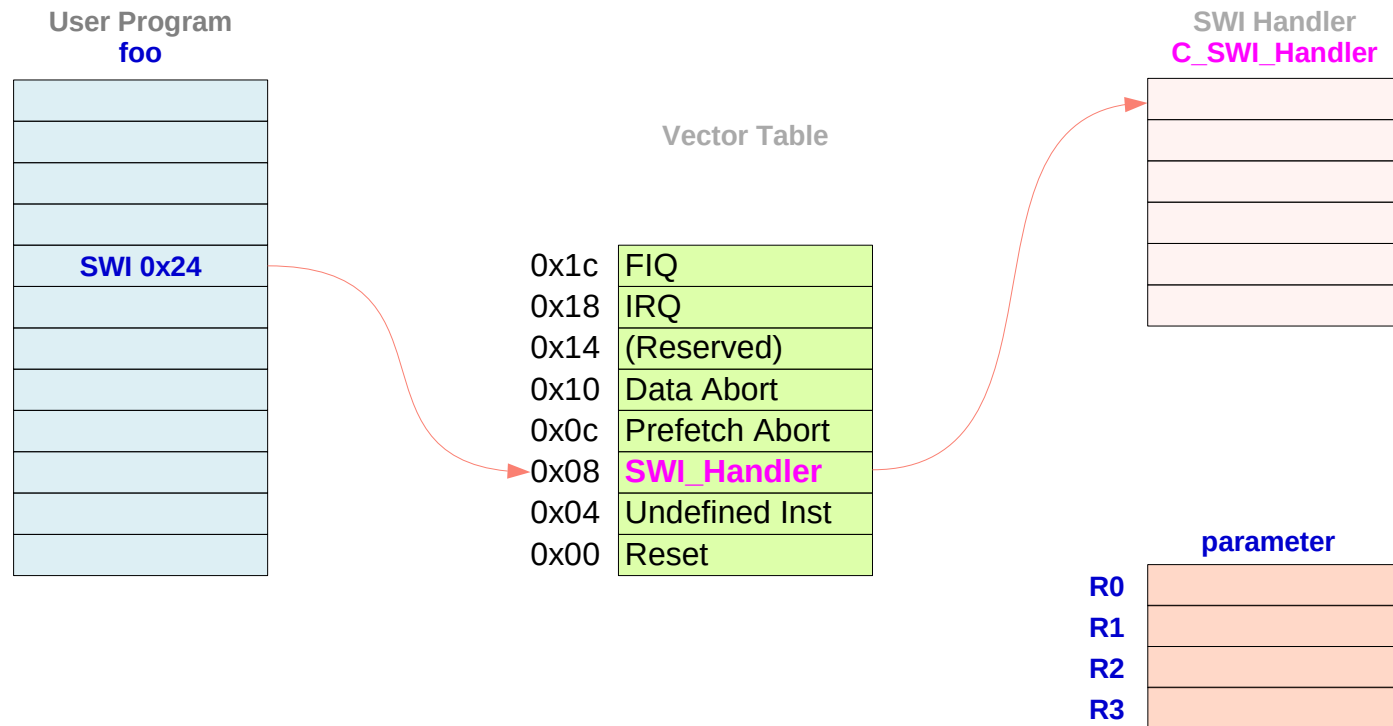 User Program
foo
SWI 0x24
Vector Table
0x1c FIQ
0x18 IRQ
0x14 (Reserved)
0x10 Data Abort
0x0c Prefetch Abort
0x08 SWI_Handler
0x04 Undefined Inst
0x00 Reset
SWI Handler
C_SWI_Handler
parameter
R0
R1
R2
R3